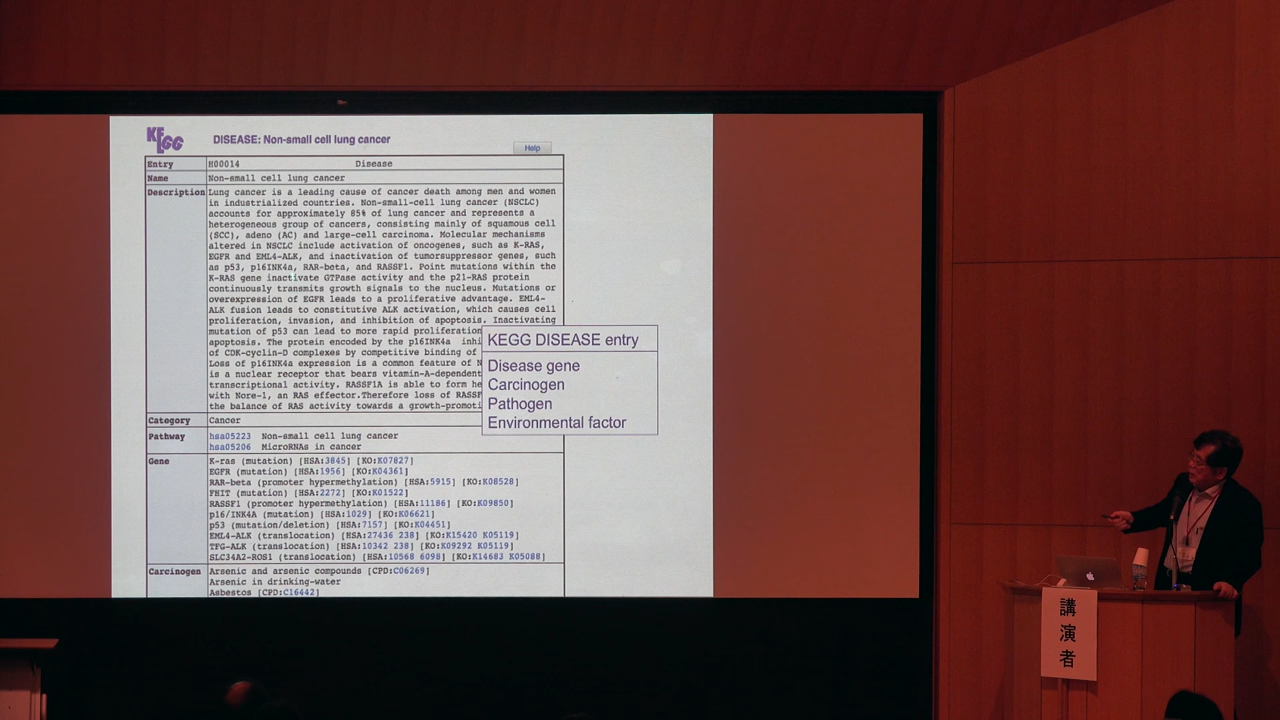 KEGG
DISEASE: Non-small cell lung cancer
Help
Entry H00014 Disease
Name Non-small cell lung cancer
Description Lung cancer is a leading cause of cancer death among men and women
in industrialized countries. Non-small-cell lung cancer (NSCLC)
accounts for approximately 85% of lung cancer and represents a
heterogeneous group of cancers, consisting mainly of squamous cell
(SCC), adeno (AC) and large-cell carcinoma. Molecular mechanisms
altered in NSCLC include activation of oncogenes, such as K-RAS,
EGFR and EML4-ALK, and inactivation of tumorsuppressor genes, such
as p53, p16INK4a, RAR-beta, and RASSF1. Point mutations within the
K-RAS gene inactivate GTPase activity and the p21-RAS protein
continuously transmits growth signals to the nucleus. Mutations or
overexpression of EGFR leads to a proliferative advantage. EML4-
ALK fusion leads to constitutive ALK activation, which causes cell
proliferation, invasion, and inhibition of apoptosis. Inactivating
mutation of p53 can lead to more rapid proliferation
apoptosis. The protein encoded by the p16INK4a inhi
of CDK-cyclin-D complexes by competitive binding of
Loss of p16INK4a expression is a common feature of N
is a nuclear receptor that bears vitamin-A-dependent
transcriptional activity. RASSF1A is able to form he
with Nore-1, an RAS effector.Therefore loss of RASSF
the balance of RAS activity towards a growth-promoti
KEGG DISEASE entry
Disease gene
Carcinogen
Pathogen
Environmental factor
Category Cancer
Pathway hsa05223 Non-small cell lung cancer
hsa05206 MicroRNAs in cancer
Gene K-ras (mutation) [HSA:3845] [KO:K07827]
EGFR (mutation) [HSA:1956] [KO:K04361]
RAR-beta (promoter hypermethylation) [HSA:5915] [KO:K08528]
FHIT (mutation) [HSA:2272] [KO:K01522]
RASSF1 (promoter hypermethylation) [HSA:11186] [KO:K09850]
p16/INK4A (mutation) [HSA:1029] [KO:K06621]
p53 (mutation/deletion) [HSA:7157] [KO:K04451]
EML4-ALK (translocation) [HSA:27436 238] [KO:K15420 K05119]
TFG-ALK (translocation) [HSA:10342 238] [KO:K09292 K05119]
SLC34A2-ROS1 (translocation) [HSA:10568 6098] [KO:K14683 K05088]
Carcinogen Arsenic and arsenic compounds [CPD:C06269]
Arsenic in drinking-water
Asbestos [CPD:C16442]
講演者